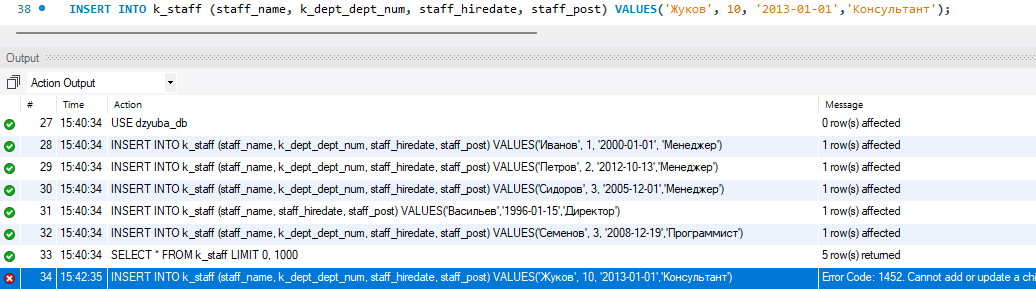 38 INSERT INTO k_staff (staff_name, k_dept_dept_num, staff_hiredate, staff_post) VALUES('Жуков', 10, '2013-01-01','Консультант');
Output
Action Output
# Time Action Message
27 15:40:34 USE dzyuba_db 0 row(s) affected
28 15:40:34 INSERT INTO k_staff (staff_name, k_dept_dept_num, staff_hiredate, staff_post) VALUES('Иванов', 1, '2000-01-01', 'Менеджер') 1 row(s) affected
29 15:40:34 INSERT INTO k_staff (staff_name, k_dept_dept_num, staff_hiredate, staff_post) VALUES('Петров', 2, '2012-10-13','Менеджер') 1 row(s) affected
30 15:40:34 INSERT INTO k_staff (staff_name, k_dept_dept_num, staff_hiredate, staff_post) VALUES('Сидоров', 3, '2005-12-01','Менеджер') 1 row(s) affected
31 15:40:34 INSERT INTO k_staff (staff_name, staff_hiredate, staff_post) VALUES('Васильев','1996-01-15','Директор') 1 row(s) affected
32 15:40:34 INSERT INTO k_staff (staff_name, k_dept_dept_num, staff_hiredate, staff_post) VALUES('Семенов', 3, '2008-12-19','Программист') 1 row(s) affected
33 15:40:34 SELECT * FROM k_staff LIMIT 0, 1000 5 row(s) returned
34 15:42:35 INSERT INTO k_staff (staff_name, k_dept_dept_num, staff_hiredate, staff_post) VALUES('Жуков', 10, '2013-01-01','Консультант') Error Code: 1452. Cannot add or update a chi